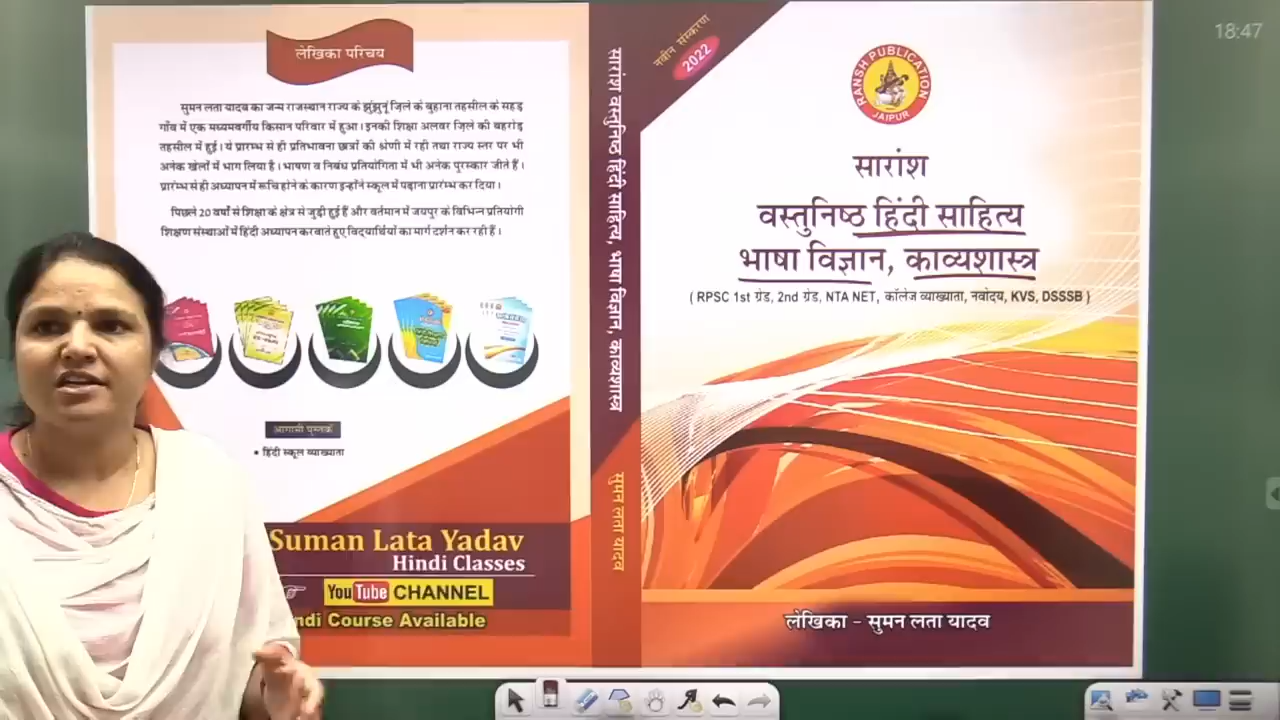 18:47
लेखिका परिचय
सुमन लता यादव का जन्म राजस्थान राज्य के झुंझुनूं ज़िले के बुहाना तहसील के सहड़
गाँव में एक मध्यमवर्गीय किसान परिवार में हुआ। इनकी शिक्षा अलवर ज़िले की बहरोड़
तहसील में हुई। ये प्रारम्भ से ही प्रतिभावना छात्रों की श्रेणी में रही तथा राज्य स्तर पर भी
अनेक खेलों में भाग लिया है। भाषण व निबंध प्रतियोगिता में भी अनेक पुरस्कार जीते हैं।
प्रारम्भ से ही अध्यापन में रूचि होने के कारण इन्होंने स्कूल में पढ़ाना प्रारंभ कर दिया।
पिछले 20 वर्षों से शिक्षा के क्षेत्र से जुड़ी हुई हैं और वर्तमान में जयपुर के विभिन्न प्रतियोगी
शिक्षण संस्थाओं में हिंदी अध्यापन करवाते हुए विद्यार्थियों का मार्ग दर्शन कर रही हैं।
आगामी पुस्तकें
• हिंदी स्कूल व्याख्याता
Suman Lata Yadav
Hindi Classes
YouTube CHANNEL
ndi Course Available
सारांश वस्तुनिष्ठ हिंदी साहित्य, भाषा विज्ञान, काव्यशास्त्र
सुमन लता यादव
नवीन संस्करण
2022
RANSH PUBLICATION
JAIPUR
सारांश
वस्तुनिष्ठ हिंदी साहित्य
भाषा विज्ञान, काव्यशास्त्र
( RPSC 1st ग्रेड, 2nd ग्रेड, NTA NET, कॉलेज व्याख्याता, नवोदय, KVS, DSSSB )
लेखिका - सुमन लता यादव